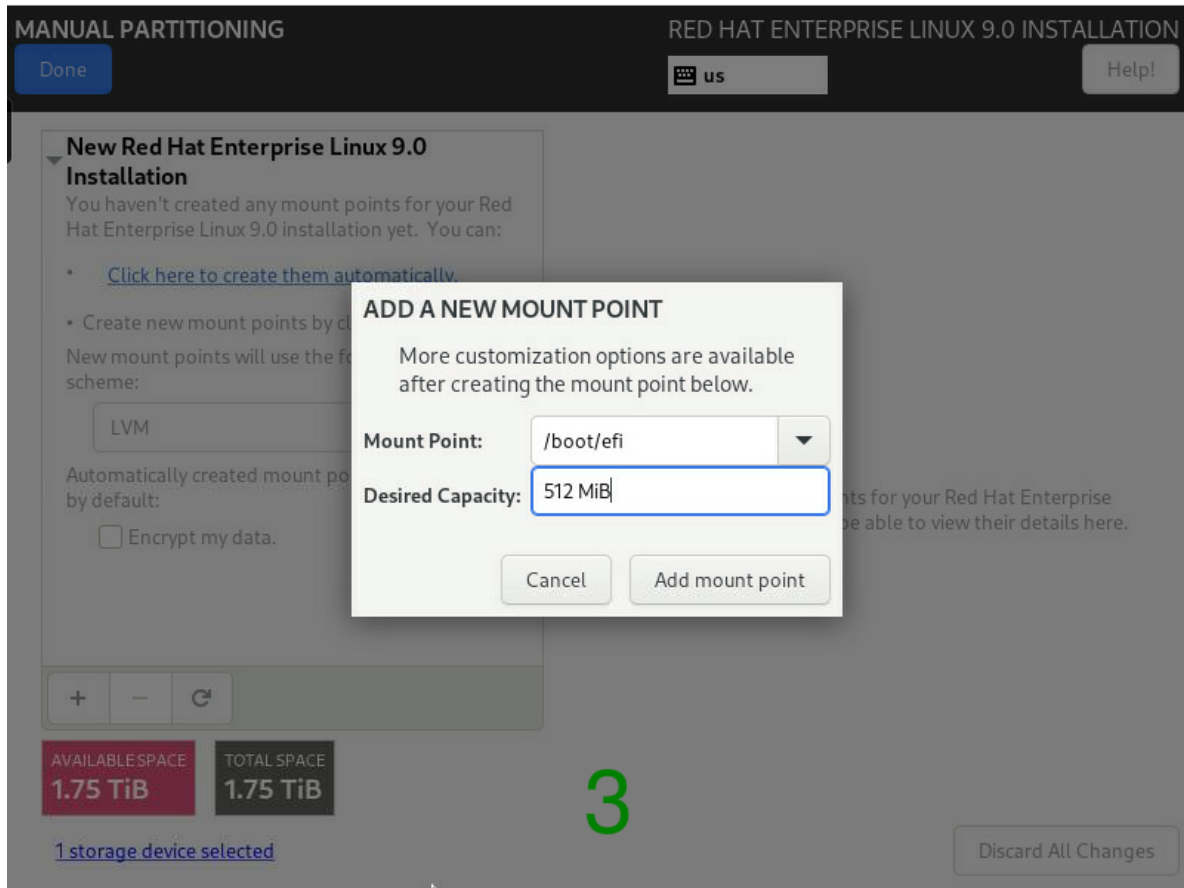 MANUAL PARTITIONING
RED HAT ENTERPRISE LINUX 9.0 INSTALLATION
Done
us
Help!
New Red Hat Enterprise Linux 9.0
Installation
You haven't created any mount points for your Red
Hat Enterprise Linux 9.0 installation yet. You can:
• Click here to create them automatically.
• Create new mount points by cl
New mount points will use the fo
scheme:
LVM
Automatically created mount po
by default:
Encrypt my data.
ADD A NEW MOUNT POINT
More customization options are available
after creating the mount point below.
Mount Point:
/boot/efi
Desired Capacity:
512 MiB
Cancel
Add mount point
nts for your Red Hat Enterprise
be able to view their details here.
+ −
AVAILABLE SPACE
1.75 TiB
TOTAL SPACE
1.75 TiB
3
1 storage device selected
Discard All Changes